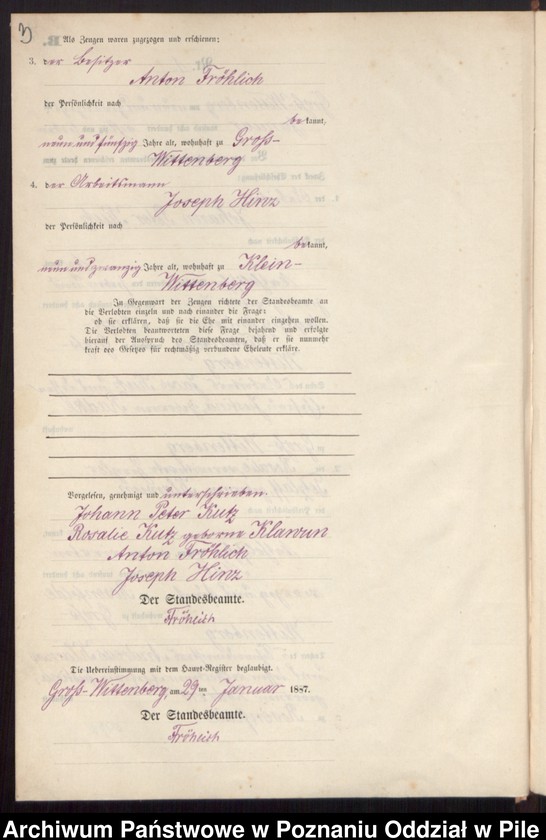 3
B.
Als Zeugen waren zugezogen und erschienen:
3. der Besitzer
Anton Fröhlich
der Persönlichkeit nach
bekannt,
neun und fünfzig Jahre alt, wohnhaft zu Gross-
Wittenberg
4. der Arbeitsmann
Joseph Hinz
der Persönlichkeit nach
bekannt,
neun und zwanzig Jahre alt, wohnhaft zu Klein-
Wittenberg
In Gegenwart der Zeugen richtete der Standesbeamte an
die Verlobten einzeln und nach einander die Frage:
ob sie erklären, daß sie die Ehe mit einander eingehen wollen.
Die Verlobten beantworteten diese Frage bejahend und erfolgte
hierauf der Ausspruch des Standesbeamten, daß er sie nunmehr
kraft des Gesetzes für rechtmäßig verbundene Eheleute erkläre.
Vorgelesen, genehmigt und unterschrieben
Johann Peter Kutz
Rosalie Kutz geborne Klawun
Anton Fröhlich
Joseph Hinz
Der Standesbeamte.
Fröhlich
Die Uebereinstimmung mit dem Haupt-Register beglaubigt.
Gross-Wittenberg, am 29ten Januar 1887.
Der Standesbeamte.
Fröhlich
Archiwum Państwowe w Poznaniu Oddział w Pile